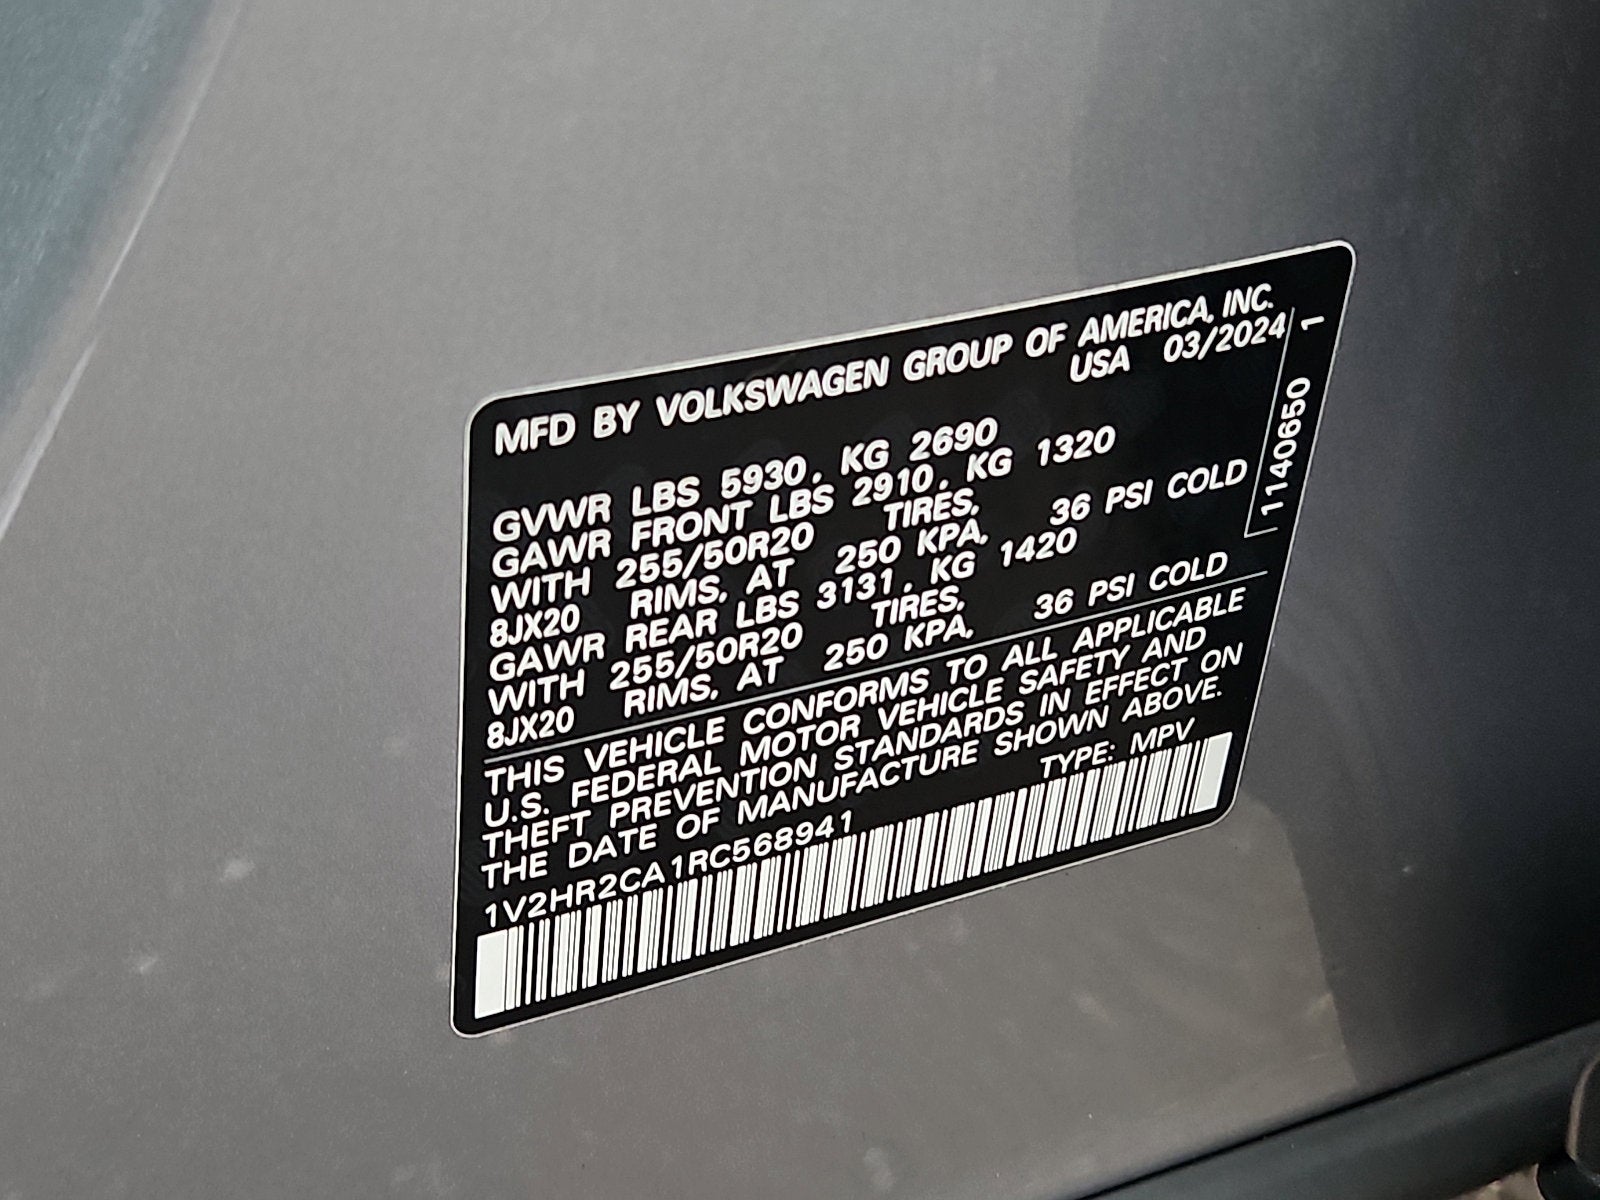 MFD BY VOLKSWAGEN GROUP OF AMERICA, INC.
USA 03/2024
GVWR LBS 5930, KG 2690
GAWR FRONT LBS 2910, KG 1320
WITH 255/50R20 TIRES,
8JX20 RIMS, AT 250 KPA, 36 PSI COLD
GAWR REAR LBS 3131, KG 1420
WITH 255/50R20 TIRES,
8JX20 RIMS, AT 250 KPA, 36 PSI COLD
THIS VEHICLE CONFORMS TO ALL APPLICABLE
U.S. FEDERAL MOTOR VEHICLE SAFETY AND
THEFT PREVENTION STANDARDS IN EFFECT ON
THE DATE OF MANUFACTURE SHOWN ABOVE.
1V2HR2CA1RC568941 TYPE: MPV
1140650 1